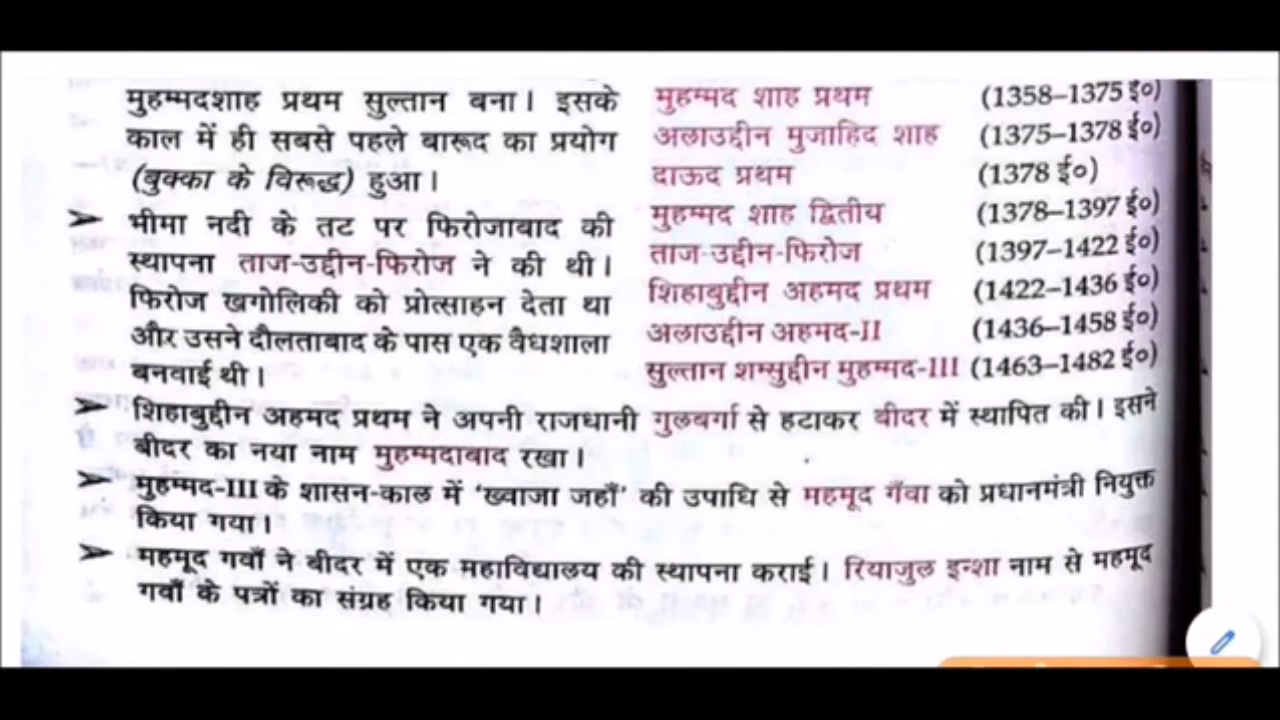 मुहम्मदशाह प्रथम सुल्तान बना। इसके
काल में ही सबसे पहले बारूद का प्रयोग
(बुक्का के विरूद्ध) हुआ।
➢ भीमा नदी के तट पर फिरोजाबाद की
स्थापना ताज-उद्दीन-फिरोज ने की थी।
फिरोज खगोलिकी को प्रोत्साहन देता था
और उसने दौलताबाद के पास एक वैधशाला
बनवाई थी।
मुहम्मद शाह प्रथम (1358–1375 ई०)
अलाउद्दीन मुजाहिद शाह (1375–1378 ई०)
दाऊद प्रथम (1378 ई०)
मुहम्मद शाह द्वितीय (1378–1397 ई०)
ताज-उद्दीन-फिरोज (1397–1422 ई०)
शिहाबुद्दीन अहमद प्रथम (1422–1436 ई०)
अलाउद्दीन अहमद-II (1436–1458 ई०)
सुल्तान शम्सुद्दीन मुहम्मद-III (1463–1482 ई०)
➢ शिहाबुद्दीन अहमद प्रथम ने अपनी राजधानी गुलबर्गा से हटाकर बीदर में स्थापित की। इसने
बीदर का नया नाम मुहम्मदाबाद रखा।
➢ मुहम्मद-III के शासन-काल में ‘ख्वाजा जहाँ’ की उपाधि से महमूद गँवा को प्रधानमंत्री नियुक्त
किया गया।
➢ महमूद गवाँ ने बीदर में एक महाविद्यालय की स्थापना कराई। रियाजुल इन्शा नाम से महमूद
गवाँ के पत्रों का संग्रह किया गया।